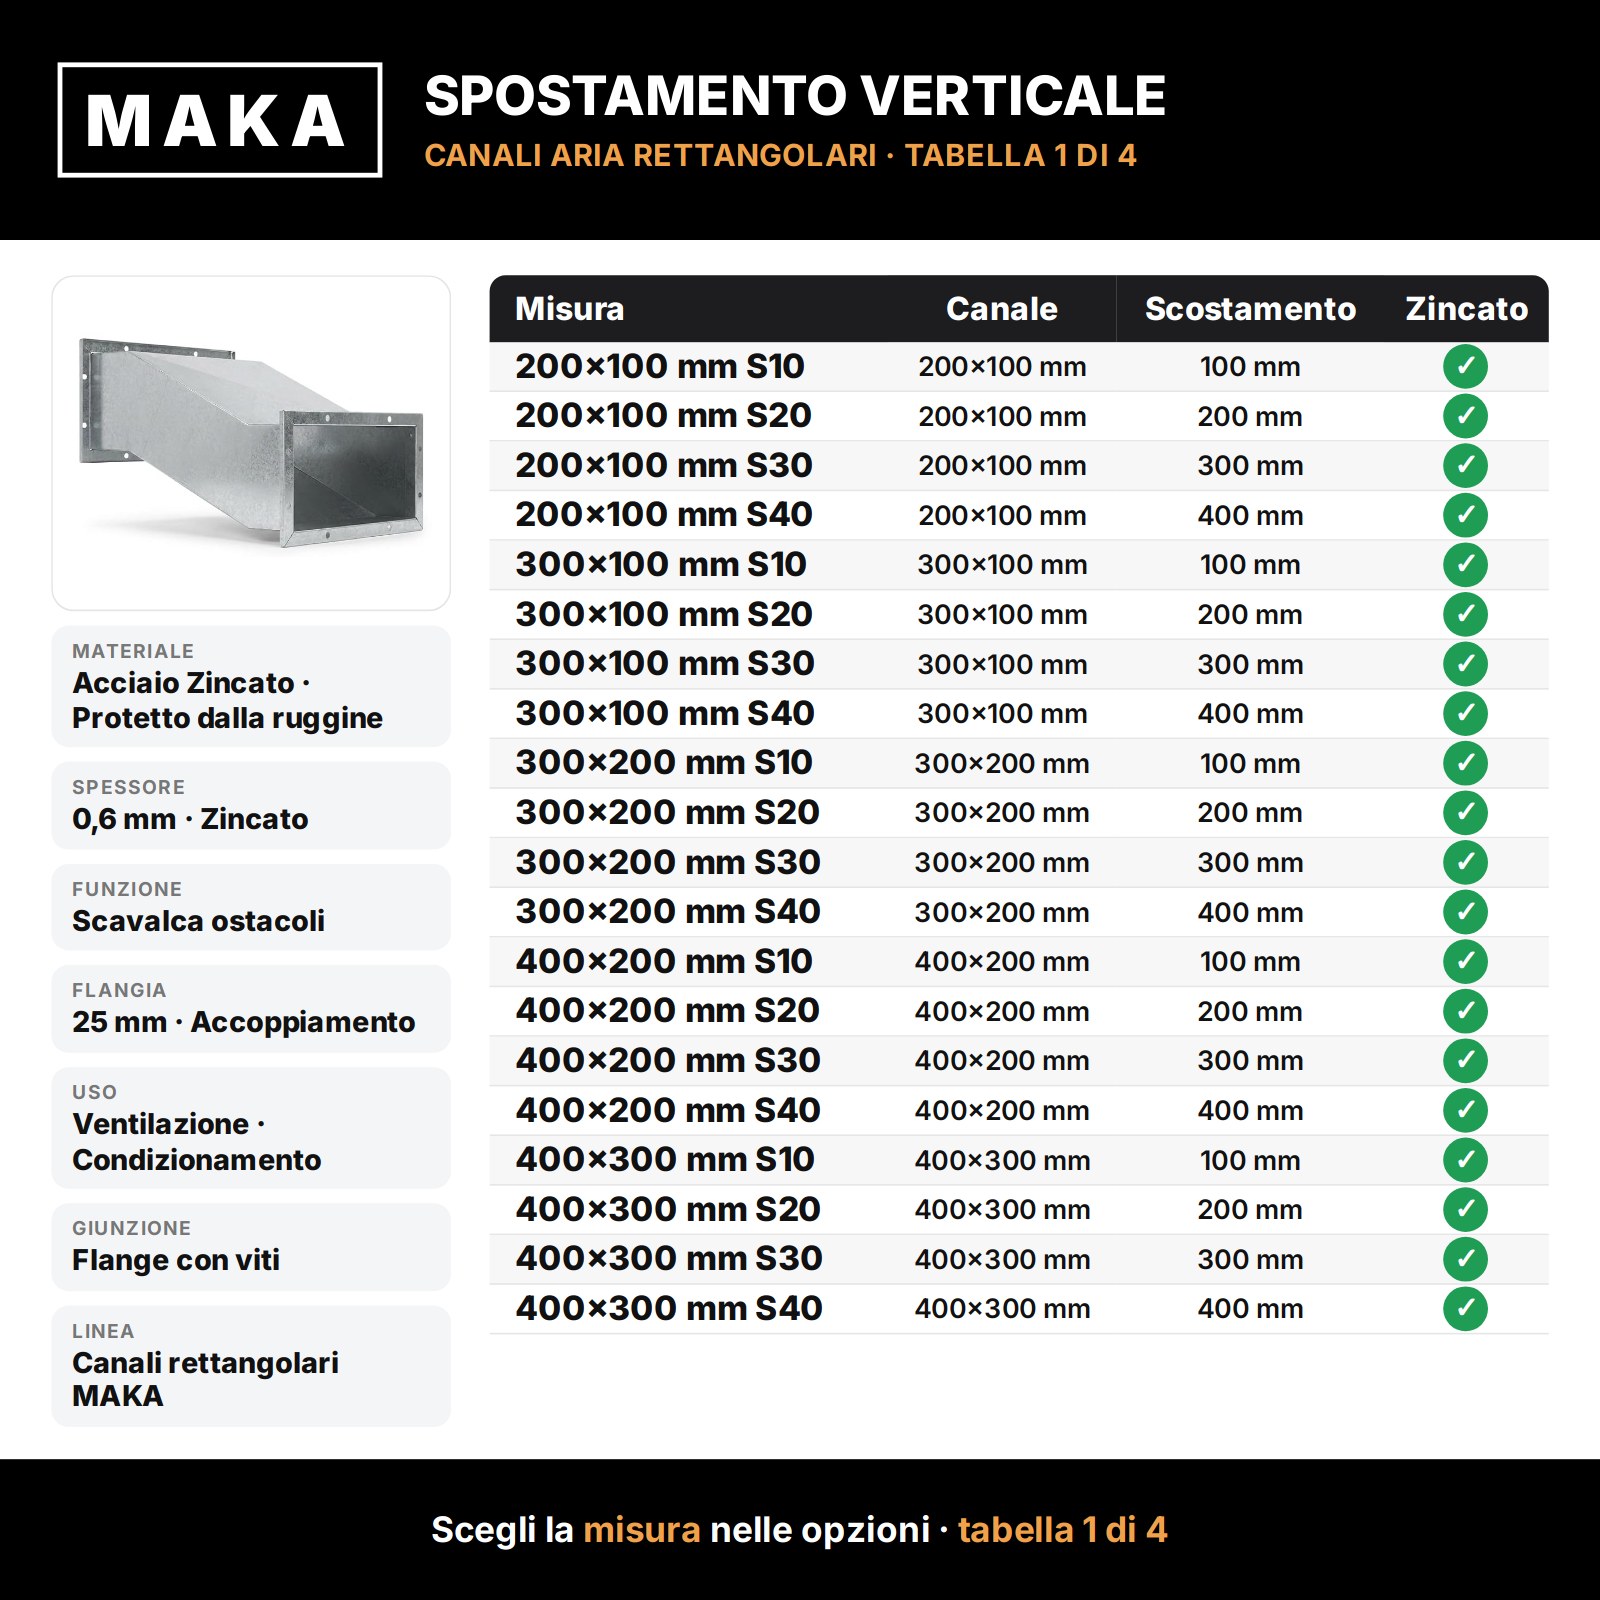 MAKA
SPOSTAMENTO VERTICALE
CANALI ARIA RETTANGOLARI · TABELLA 1 DI 4
MATERIALE
Acciaio Zincato ·
Protetto dalla ruggine
SPESSORE
0,6 mm · Zincato
FUNZIONE
Scavalca ostacoli
FLANGIA
25 mm · Accoppiamento
USO
Ventilazione ·
Condizionamento
GIUNZIONE
Flange con viti
LINEA
Canali rettangolari
MAKA
Misura Canale Scostamento Zincato
200×100 mm S10 200×100 mm 100 mm ✓
200×100 mm S20 200×100 mm 200 mm ✓
200×100 mm S30 200×100 mm 300 mm ✓
200×100 mm S40 200×100 mm 400 mm ✓
300×100 mm S10 300×100 mm 100 mm ✓
300×100 mm S20 300×100 mm 200 mm ✓
300×100 mm S30 300×100 mm 300 mm ✓
300×100 mm S40 300×100 mm 400 mm ✓
300×200 mm S10 300×200 mm 100 mm ✓
300×200 mm S20 300×200 mm 200 mm ✓
300×200 mm S30 300×200 mm 300 mm ✓
300×200 mm S40 300×200 mm 400 mm ✓
400×200 mm S10 400×200 mm 100 mm ✓
400×200 mm S20 400×200 mm 200 mm ✓
400×200 mm S30 400×200 mm 300 mm ✓
400×200 mm S40 400×200 mm 400 mm ✓
400×300 mm S10 400×300 mm 100 mm ✓
400×300 mm S20 400×300 mm 200 mm ✓
400×300 mm S30 400×300 mm 300 mm ✓
400×300 mm S40 400×300 mm 400 mm ✓
Scegli la misura nelle opzioni · tabella 1 di 4